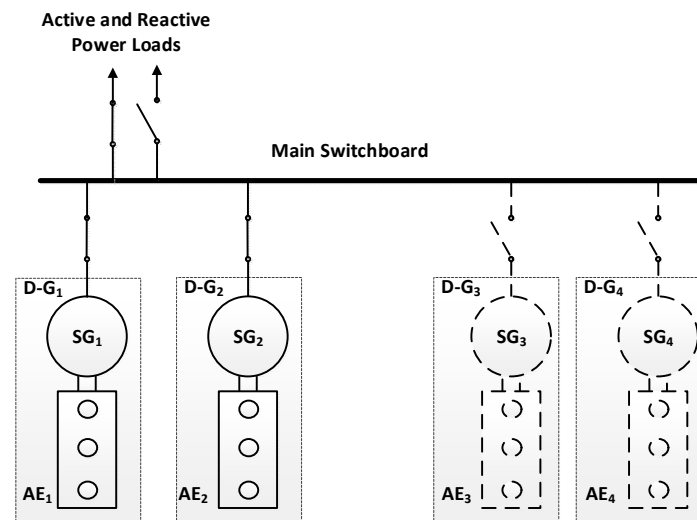 Active and Reactive
Power Loads
Main Switchboard
D-G₁
D-G₂
D-G₃
D-G₄
SG₁
SG₂
SG₃
SG₄
AE₁
AE₂
AE₃
AE₄